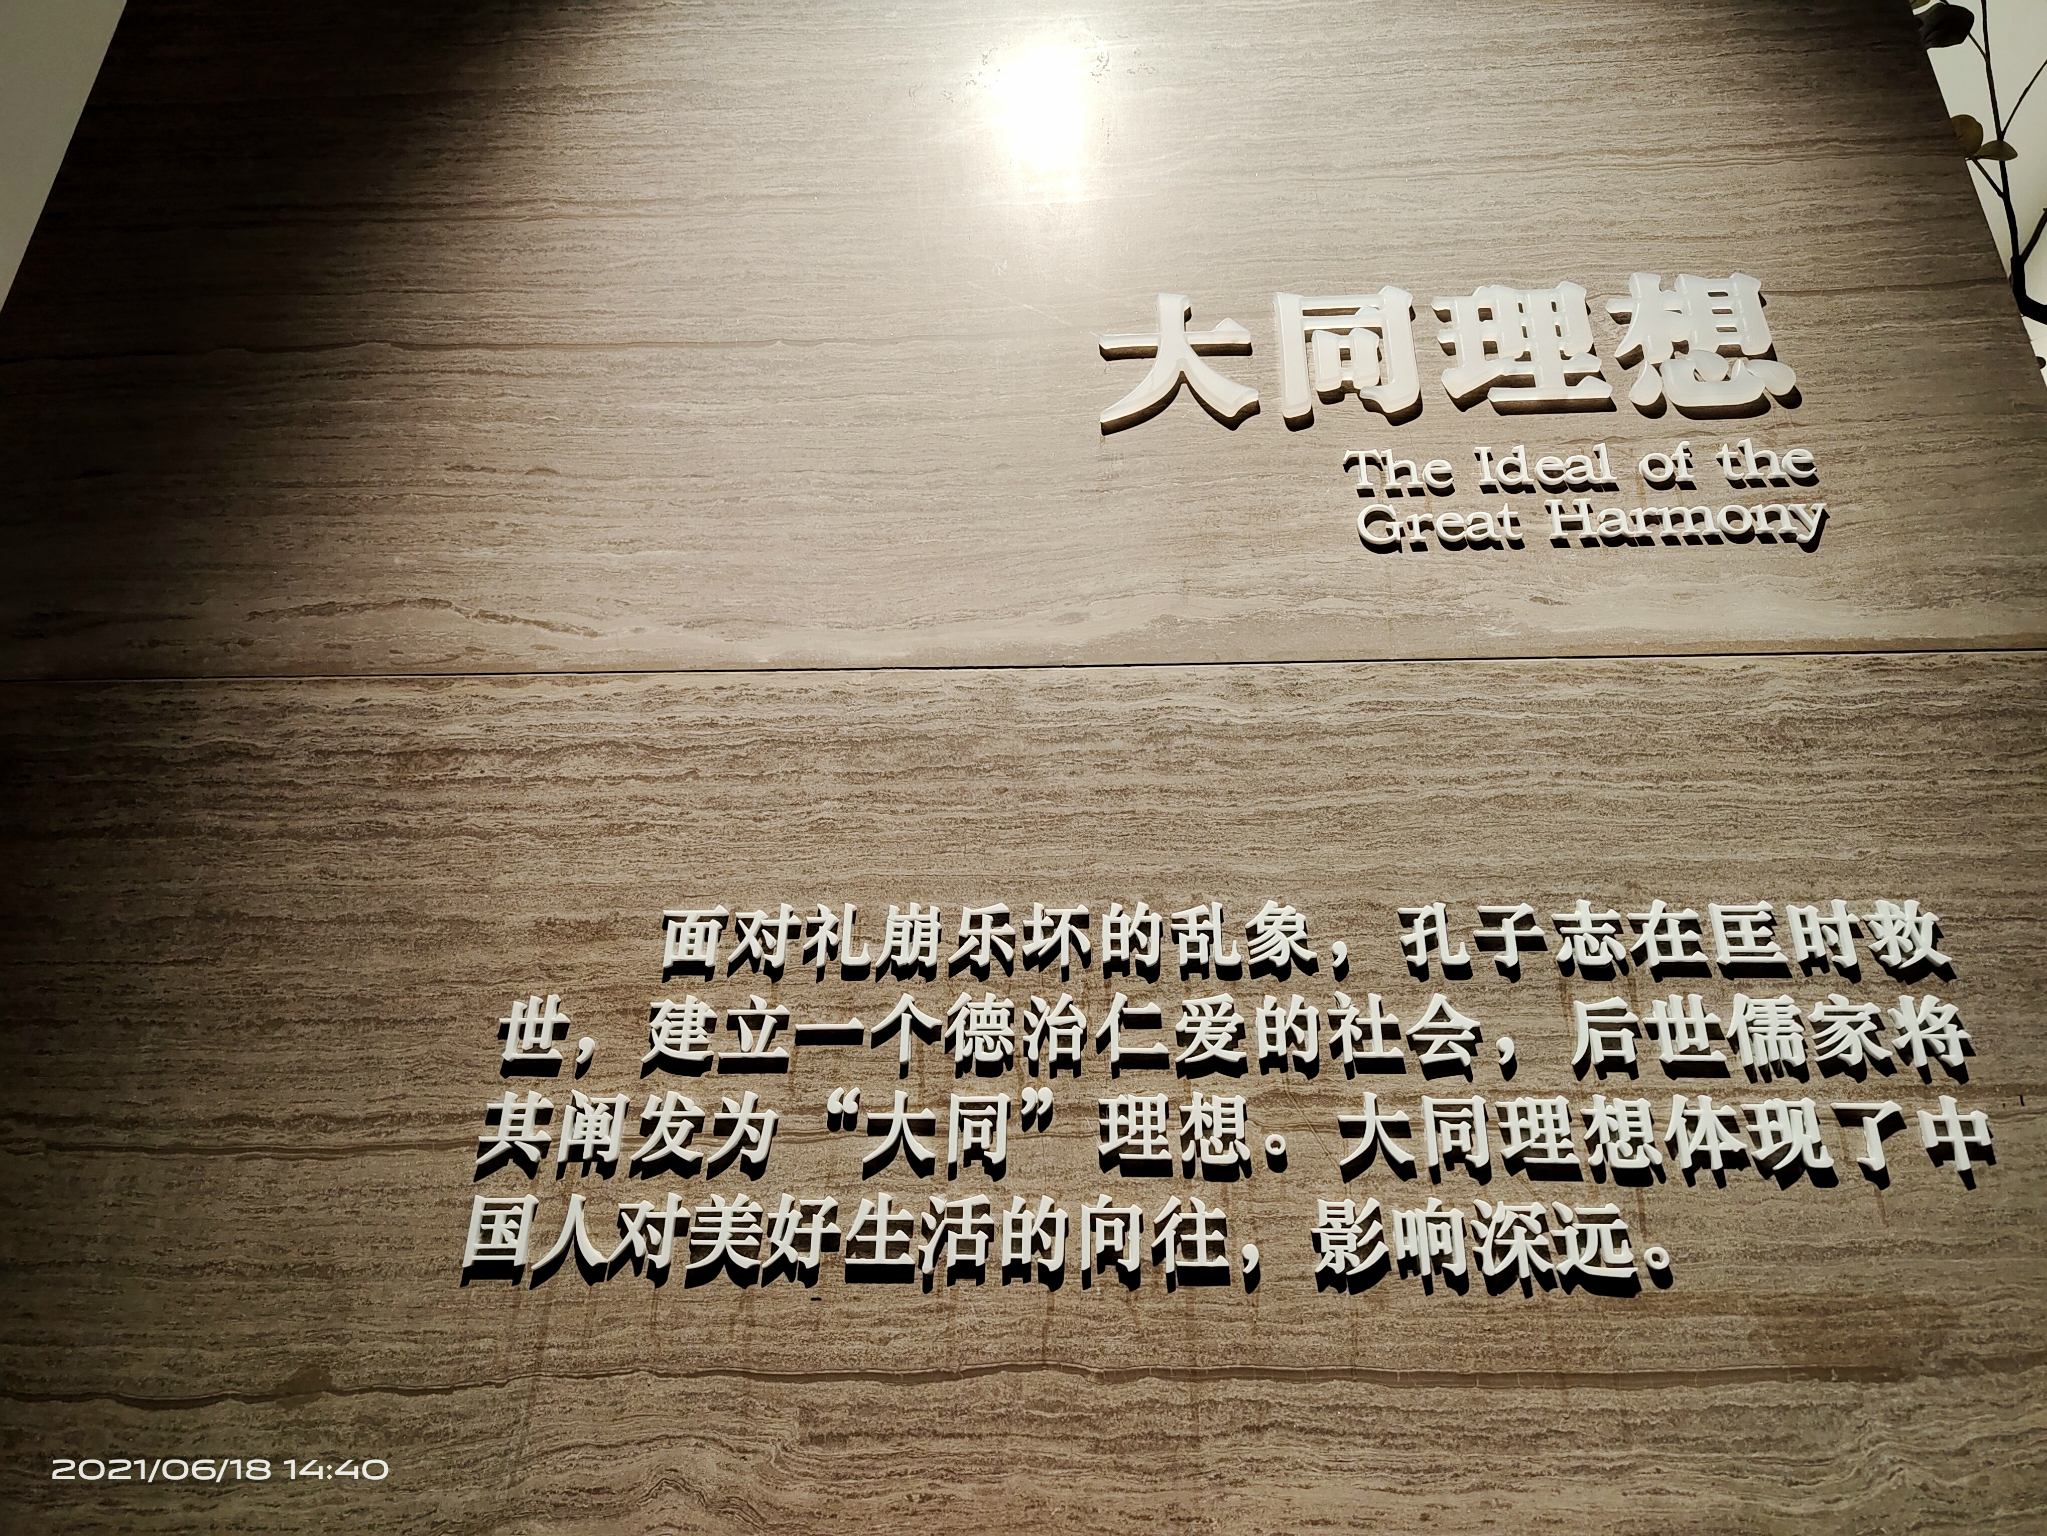 大同理想
The Ideal of the
Great Harmony
面对礼崩乐坏的乱象，孔子志在匡时救
世，建立一个德治仁爱的社会，后世儒家将
其阐发为“大同”理想。大同理想体现了中
国人对美好生活的向往，影响深远。
2021/06/18 14:40